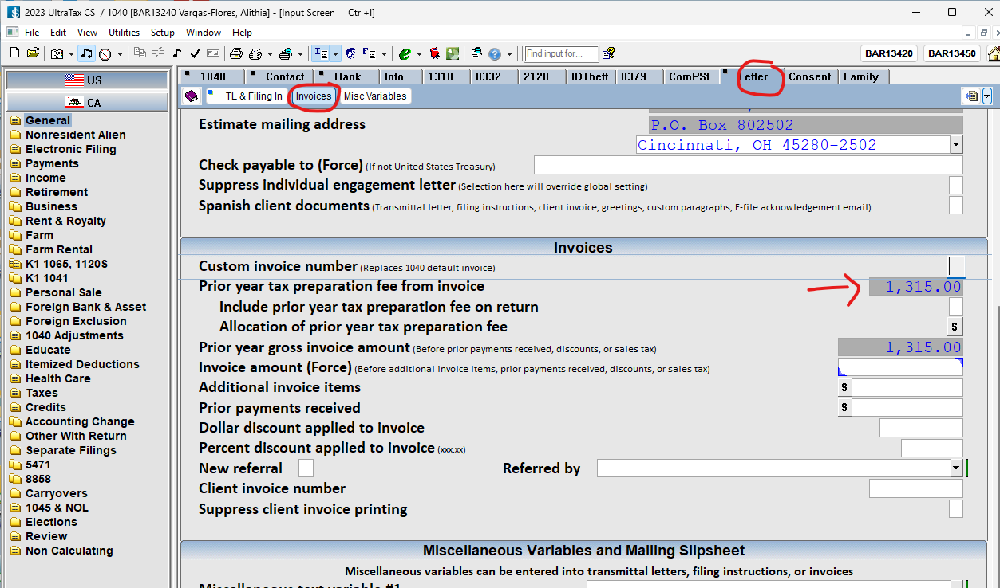 2023 UltraTax CS / 1040 [BAR13240 Vargas-Flores, Alithia] - [Input Screen Ctrl+I]
File Edit View Utilities Setup Window Help
Find input for... BAR13420 BAR13450
US
CA
General
Nonresident Alien
Electronic Filing
Payments
Income
Retirement
Business
Rent & Royalty
Farm
Farm Rental
K1 1065, 1120S
K1 1041
Personal Sale
Foreign Bank & Asset
Foreign Exclusion
1040 Adjustments
Educate
Itemized Deductions
Health Care
Taxes
Credits
Accounting Change
Other With Return
Separate Filings
5471
8858
Carryovers
1045 & NOL
Elections
Review
Non Calculating
1040 Contact Bank Info 1310 8332 2120 IDTheft 8379 ComPSt Letter Consent Family
TL & Filing In Invoices Misc Variables
Estimate mailing address P.O. Box 802502
Cincinnati, OH 45280-2502
Check payable to (Force) (If not United States Treasury)
Suppress individual engagement letter (Selection here will override global setting)
Spanish client documents (Transmittal letter, filing instructions, client invoice, greetings, custom paragraphs, E-file acknowledgement email)
Invoices
Custom invoice number (Replaces 1040 default invoice)
Prior year tax preparation fee from invoice 1,315.00
Include prior year tax preparation fee on return
Allocation of prior year tax preparation fee S
Prior year gross invoice amount (Before prior payments received, discounts, or sales tax) 1,315.00
Invoice amount (Force) (Before additional invoice items, prior payments received, discounts, or sales tax)
Additional invoice items S
Prior payments received S
Dollar discount applied to invoice
Percent discount applied to invoice (xxx.xx)
New referral Referred by
Client invoice number
Suppress client invoice printing
Miscellaneous Variables and Mailing Slipsheet
Miscellaneous variables can be entered into transmittal letters, filing instructions, or invoices
Miscellaneous text variable #1